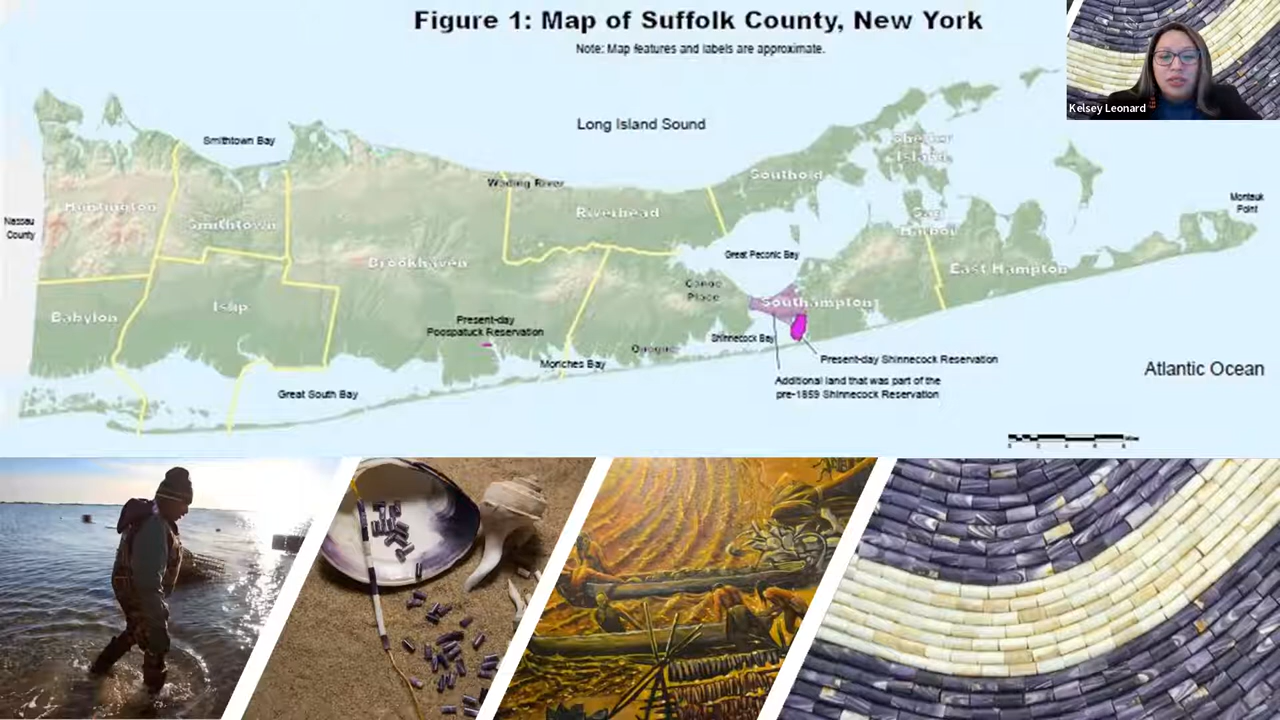 Figure 1: Map of Suffolk County, New York
Note: Map features and labels are approximate.
Kelsey Leonard
Long Island Sound
Smithtown Bay
Shelter
Island
Southold
Wading River
Huntington
Montauk
Point
Nassau
County
Smithtown
Riverhead
Sag
Harbor
Great Peconic Bay
Brookhaven
East Hampton
Canoe
Place
Southampton
Babylon
Islip
Present-day
Poospatuck Reservation
Shinnecock Bay
Quogue
Moriches Bay
Present-day Shinnecock Reservation
Atlantic Ocean
Additional land that was part of the
pre-1859 Shinnecock Reservation
Great South Bay